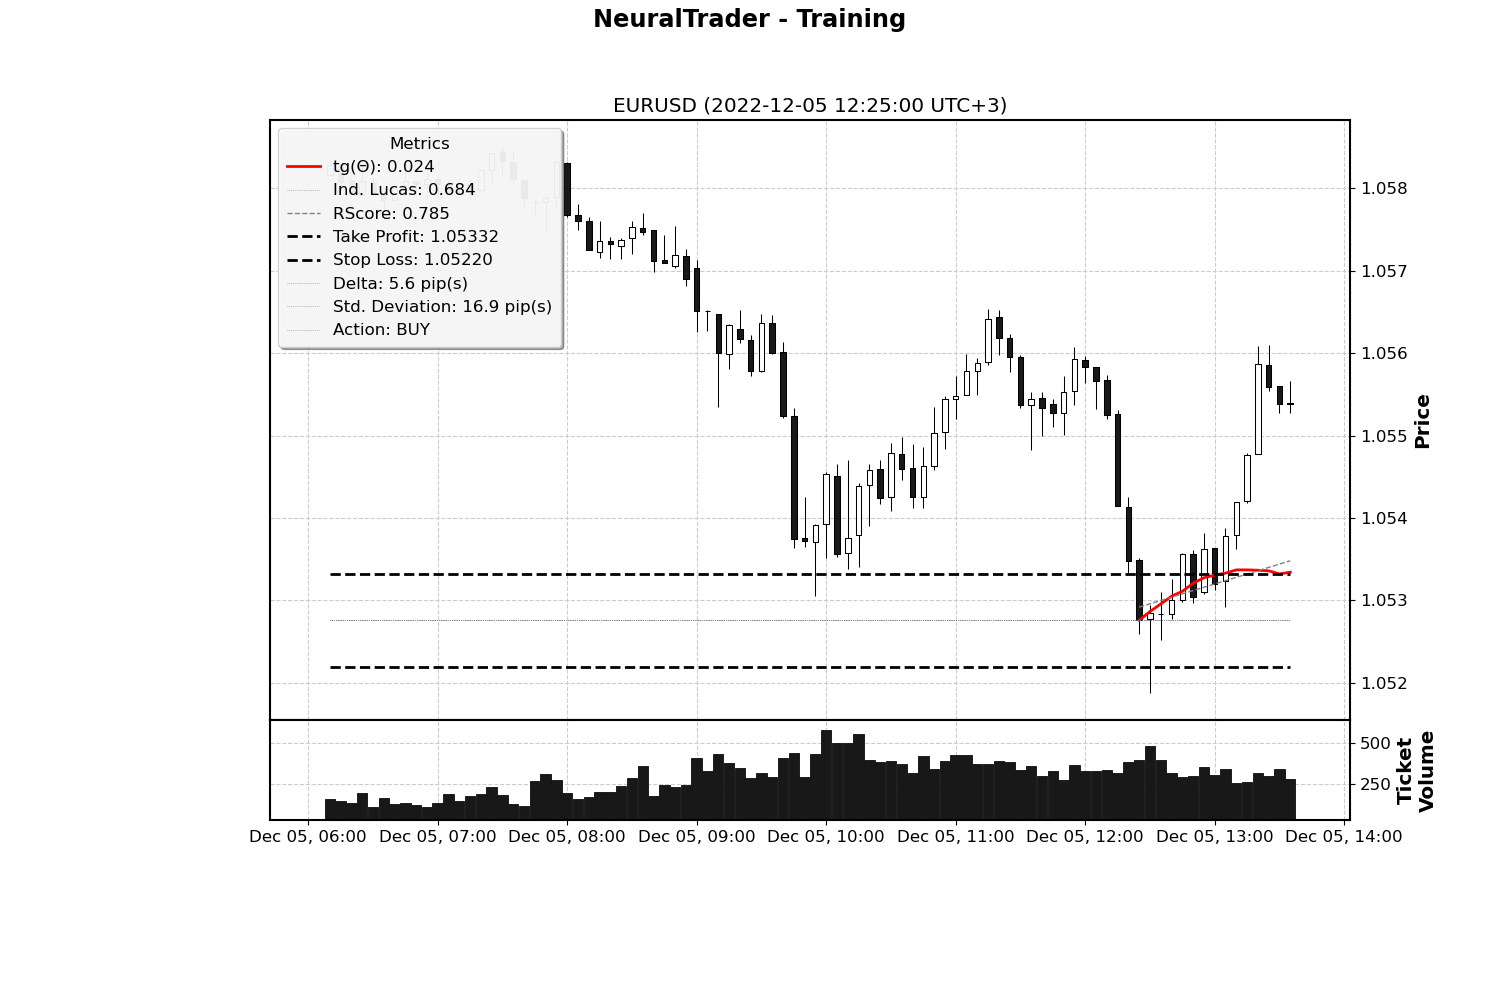 NeuralTrader - Training
EURUSD (2022-12-05 12:25:00 UTC+3)
Metrics
tg(Θ): 0.024
Ind. Lucas: 0.684
RScore: 0.785
Take Profit: 1.05332
Stop Loss: 1.05220
Delta: 5.6 pip(s)
Std. Deviation: 16.9 pip(s)
Action: BUY
1.058
1.057
1.056
1.055
1.054
1.053
1.052
Price
500
250
Ticket
Volume
Dec 05, 06:00 Dec 05, 07:00 Dec 05, 08:00 Dec 05, 09:00 Dec 05, 10:00 Dec 05, 11:00 Dec 05, 12:00 Dec 05, 13:00 Dec 05, 14:00